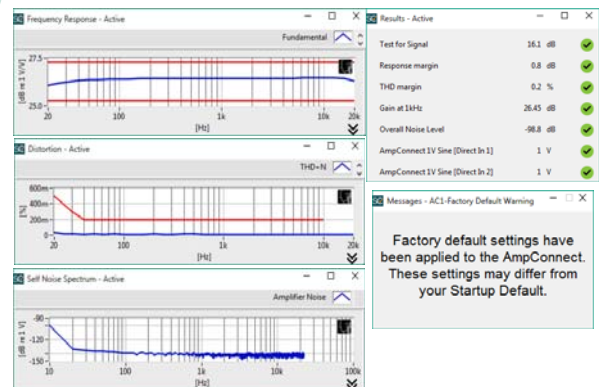 Frequency Response - Active
Fundamental
27.5
[dB re 1 V/V]
25.0
20 100 1k 10k 20k
[Hz]
Distortion - Active
THD+N
600m
400m
[%]
200m
0
20 100 1k 10k 20k
[Hz]
Self Noise Spectrum - Active
Amplifier Noise
-90
[dB re 1 V]
-120
-150
10 100 1k 10k 100k
[Hz]
Results - Active
Test for Signal 16.1 dB
Response margin 0.8 dB
THD margin 0.2 %
Gain at 1kHz 26.45 dB
Overall Noise Level -98.8 dB
AmpConnect 1V Sine [Direct In 1] 1 V
AmpConnect 1V Sine [Direct In 2] 1 V
Messages - AC1-Factory Default Warning
Factory default settings have
been applied to the AmpConnect.
These settings may differ from
your Startup Default.